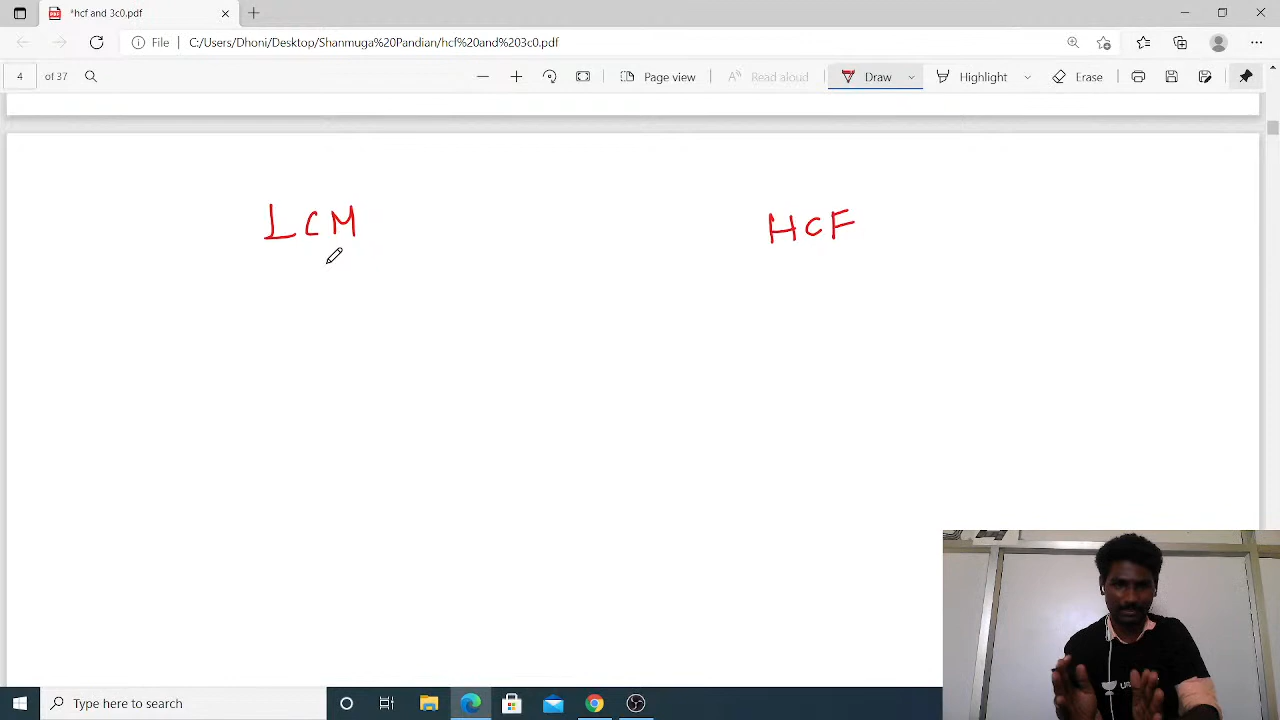 *hcf and 3c0.pdf
File | C:/Users/Dhoni/Desktop/Shanmuga%20Pandian/hcf%20and%203c0.pdf
4 of 37 Page view Read aloud Draw Highlight Erase
LCM HCF
Type here to search